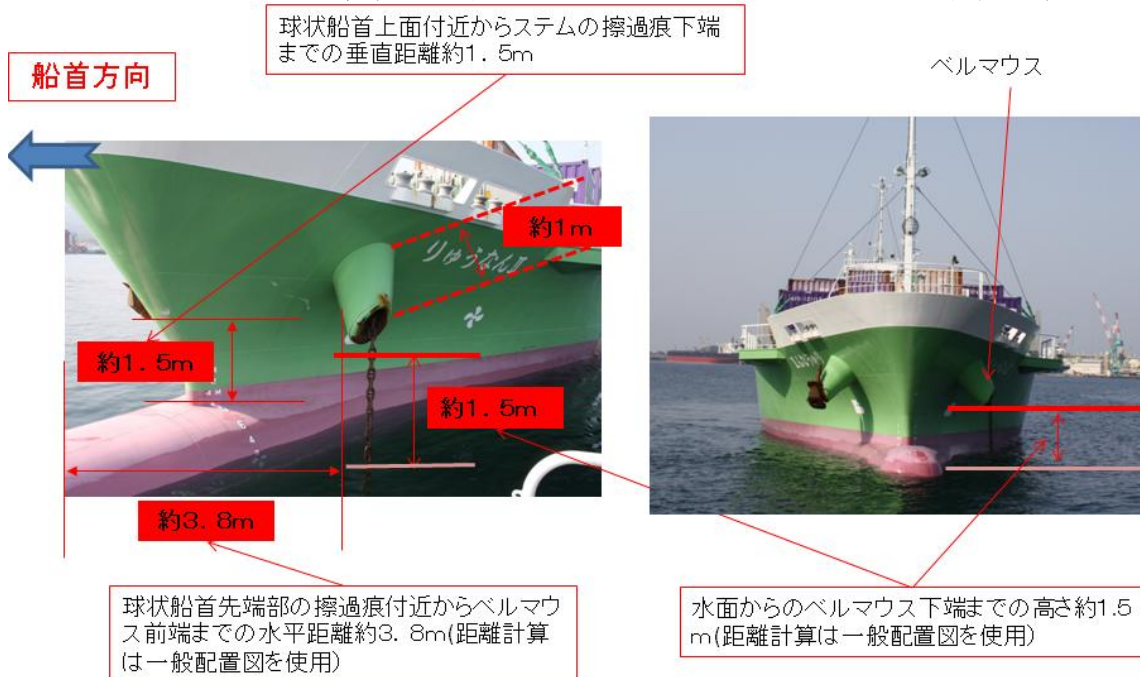 球状船首上面付近からステムの擦過痕下端
までの垂直距離約1.5m
船首方向
ベルマウス
約1m
りゅうなんⅡ
約1.5m
約1.5m
約3.8m
球状船首先端部の擦過痕付近からベルマウ
ス前端までの水平距離約3.8m(距離計算
は一般配置図を使用)
水面からのベルマウス下端までの高さ約1.5
m(距離計算は一般配置図を使用)